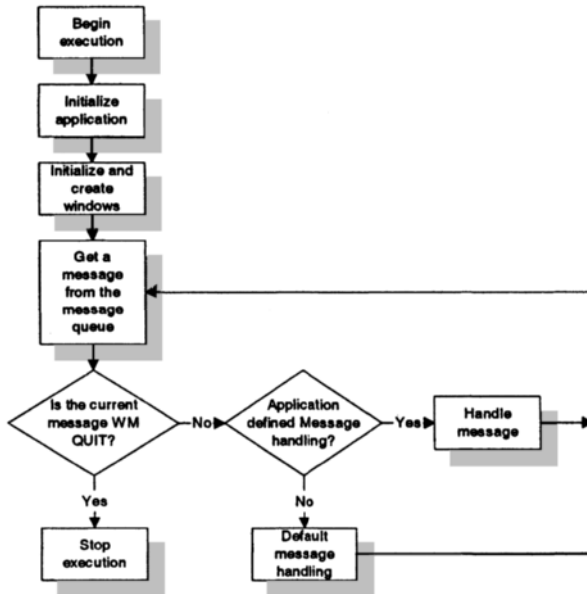 Begin
execution
Initialize
application
Initialize and
create
windows
Get a
message
from the
message
queue
Is the current
message WM
QUIT?
No
Application
defined Message
handling?
Yes
Handle
message
Yes
No
Stop
execution
Default
message
handling